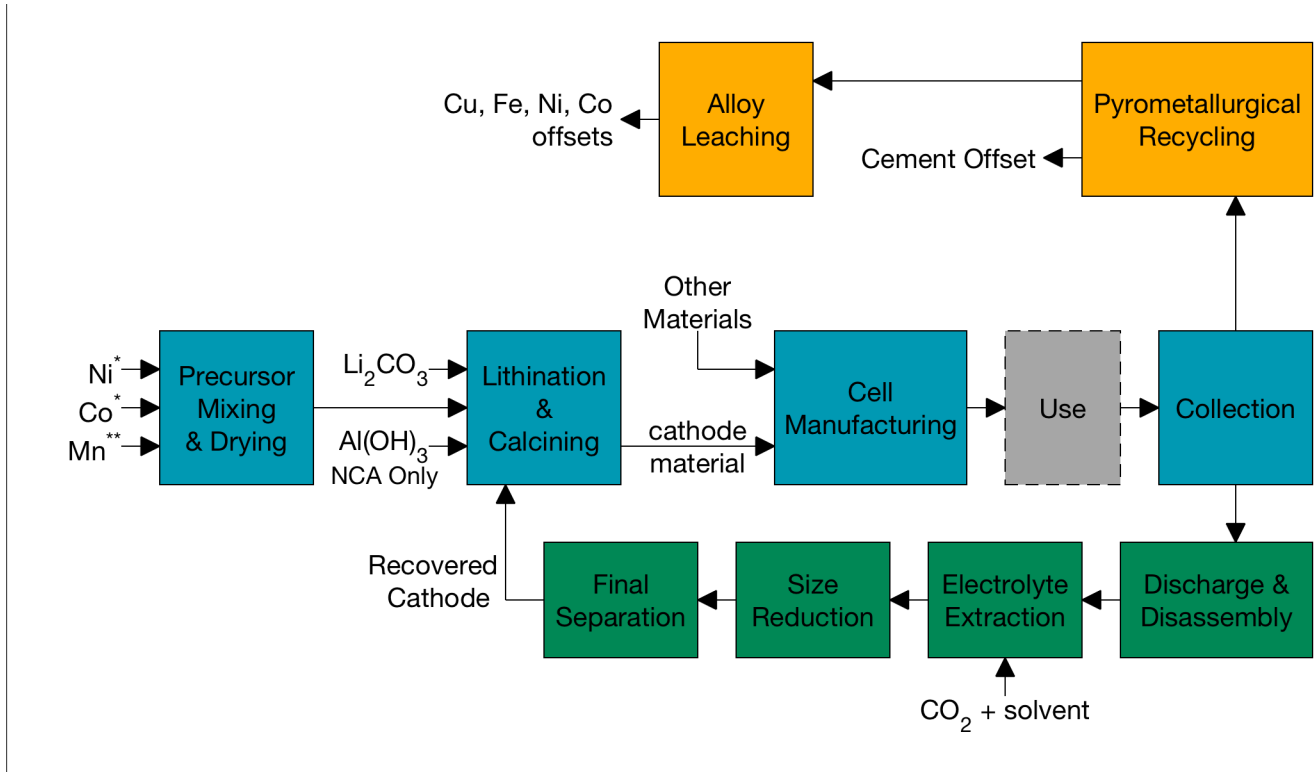 Alloy
Leaching
Pyrometallurgical
Recycling
Cu, Fe, Ni, Co
offsets
Cement Offset
Other
Materials
Ni*
Co*
Mn**
Precursor
Mixing
& Drying
Li₂CO₃
Al(OH)₃
NCA Only
Lithination
&
Calcining
cathode
material
Cell
Manufacturing
Use
Collection
Recovered
Cathode
Final
Separation
Size
Reduction
Electrolyte
Extraction
Discharge &
Disassembly
CO₂ + solvent